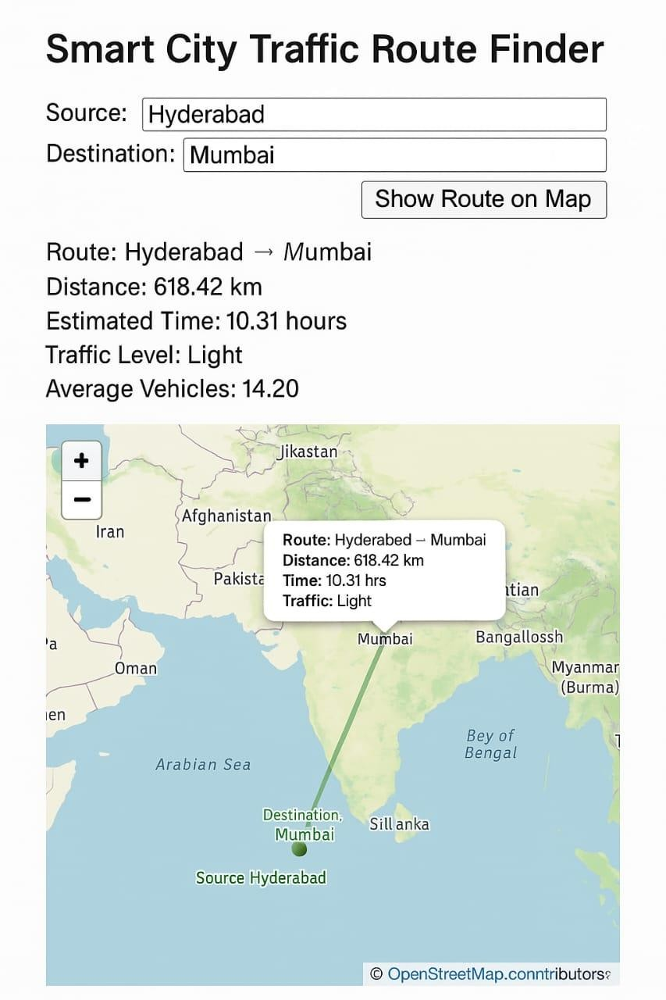 Smart City Traffic Route Finder
Source: Hyderabad
Destination: Mumbai
Show Route on Map
Route: Hyderabad → Mumbai
Distance: 618.42 km
Estimated Time: 10.31 hours
Traffic Level: Light
Average Vehicles: 14.20
+
−
Jikastan
Afghanistan
Iran
Route: Hyderabed – Mumbai
Distance: 618.42 km
Time: 10.31 hrs
Traffic: Light
Pakista
tian
Mumbai
Bangallossh
Oman
Myanmar
(Burma)
en
Bey of
Bengal
Arabian Sea
Destination,
Mumbai
Sill anka
Source Hyderabad
© OpenStreetMap.conntributors